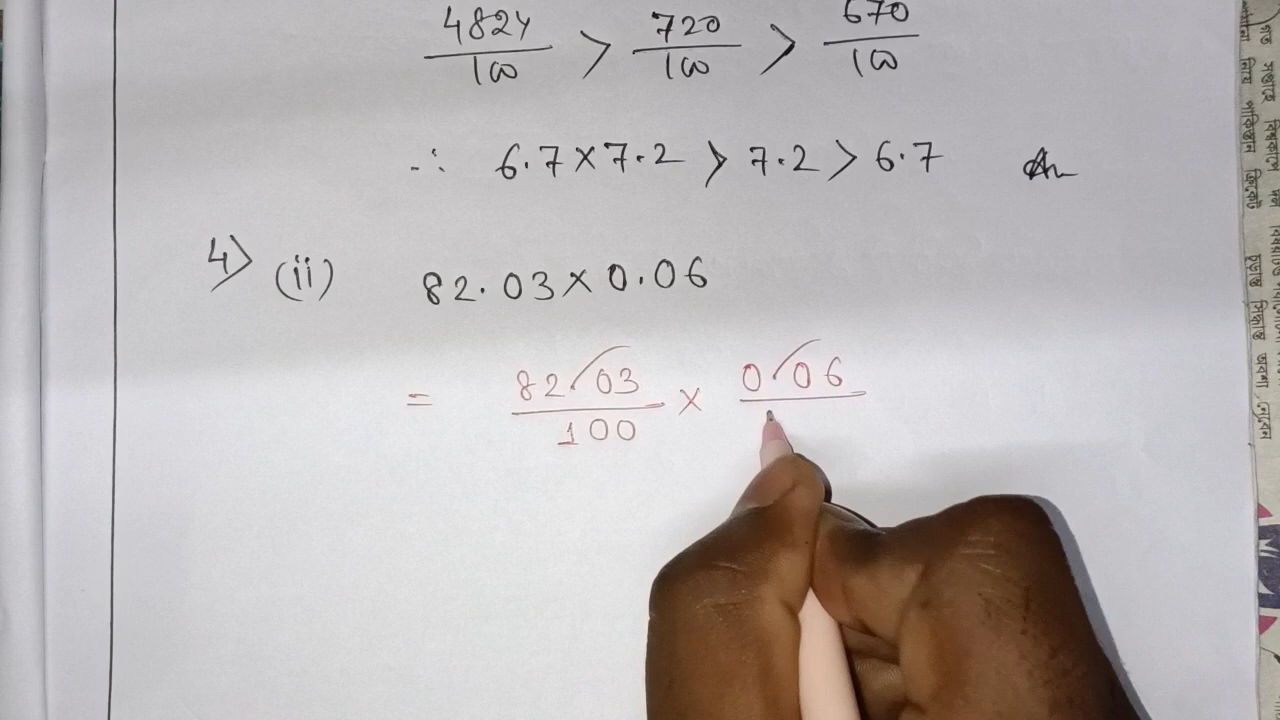 4824/100 > 720/100 > 670/100
∴ 6.7×7.2 > 7.2 > 6.7 Ans
4> (ii) 82.03×0.06
= 82/03/100 × 0/06